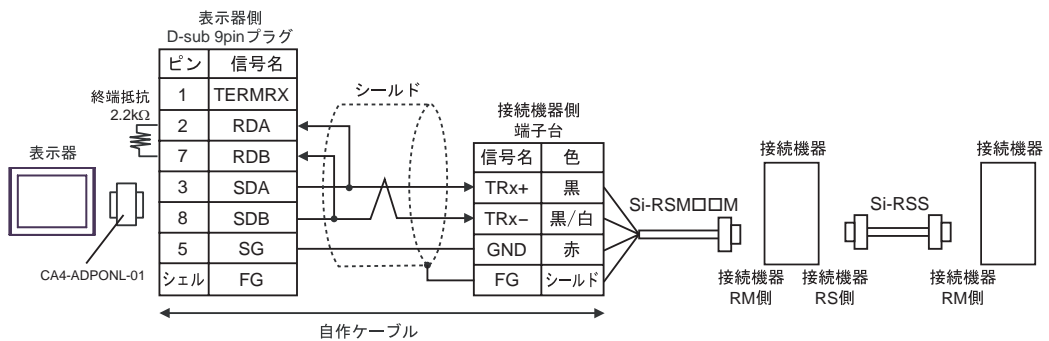 表示器側
D-sub 9pinプラグ
ピン 信号名
1 TERMRX
2 RDA
7 RDB
3 SDA
8 SDB
5 SG
シェル FG
終端抵抗
2.2kΩ
表示器
CA4-ADPONL-01
シールド
接続機器側
端子台
信号名 色
TRx+ 黒
TRx− 黒/白
GND 赤
FG シールド
自作ケーブル
Si-RSM□□M
接続機器
接続機器
RM側
接続機器
RS側
Si-RSS
接続機器
接続機器
RM側